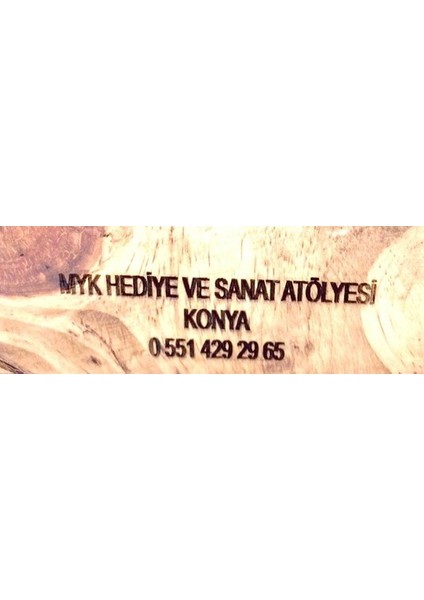 MYK HEDİYE VE SANAT ATÖLYESİ
KONYA
0 551 429 29 65